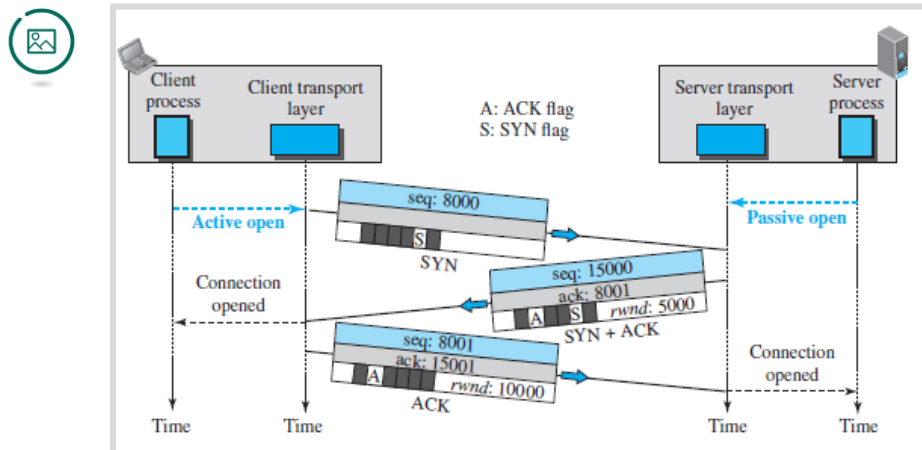 Client
process
Client transport
layer
A: ACK flag
S: SYN flag
Server transport
layer
Server
process
Active open
seq: 8000
S
SYN
Passive open
seq: 15000
ack: 8001
A S rwnd: 5000
SYN + ACK
Connection
opened
seq: 8001
ack: 15001
A rwnd: 10000
ACK
Connection
opened
Time
Time
Time
Time